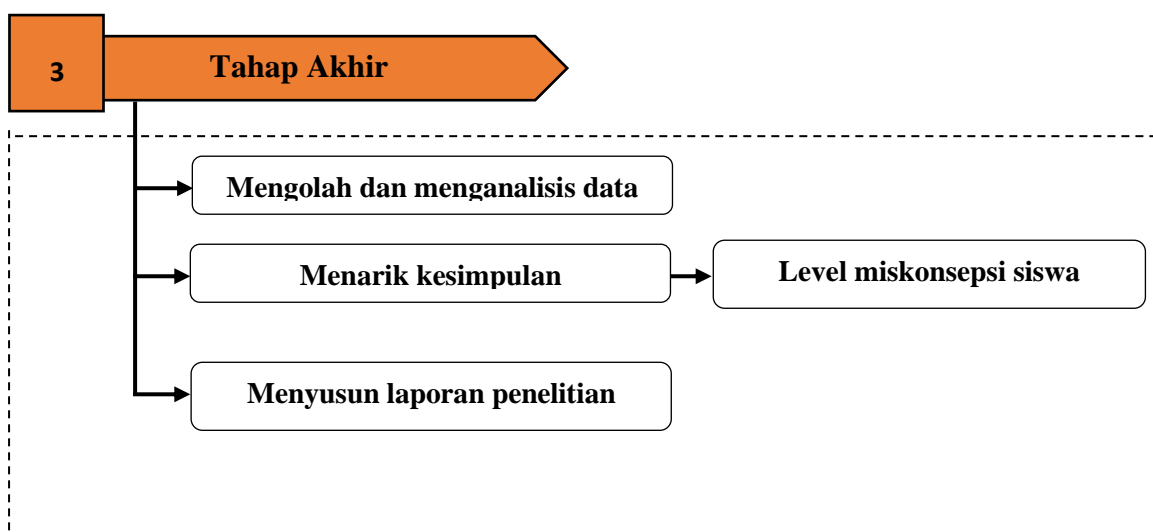 3
Tahap Akhir
Mengolah dan menganalisis data
Menarik kesimpulan
Level miskonsepsi siswa
Menyusun laporan penelitian